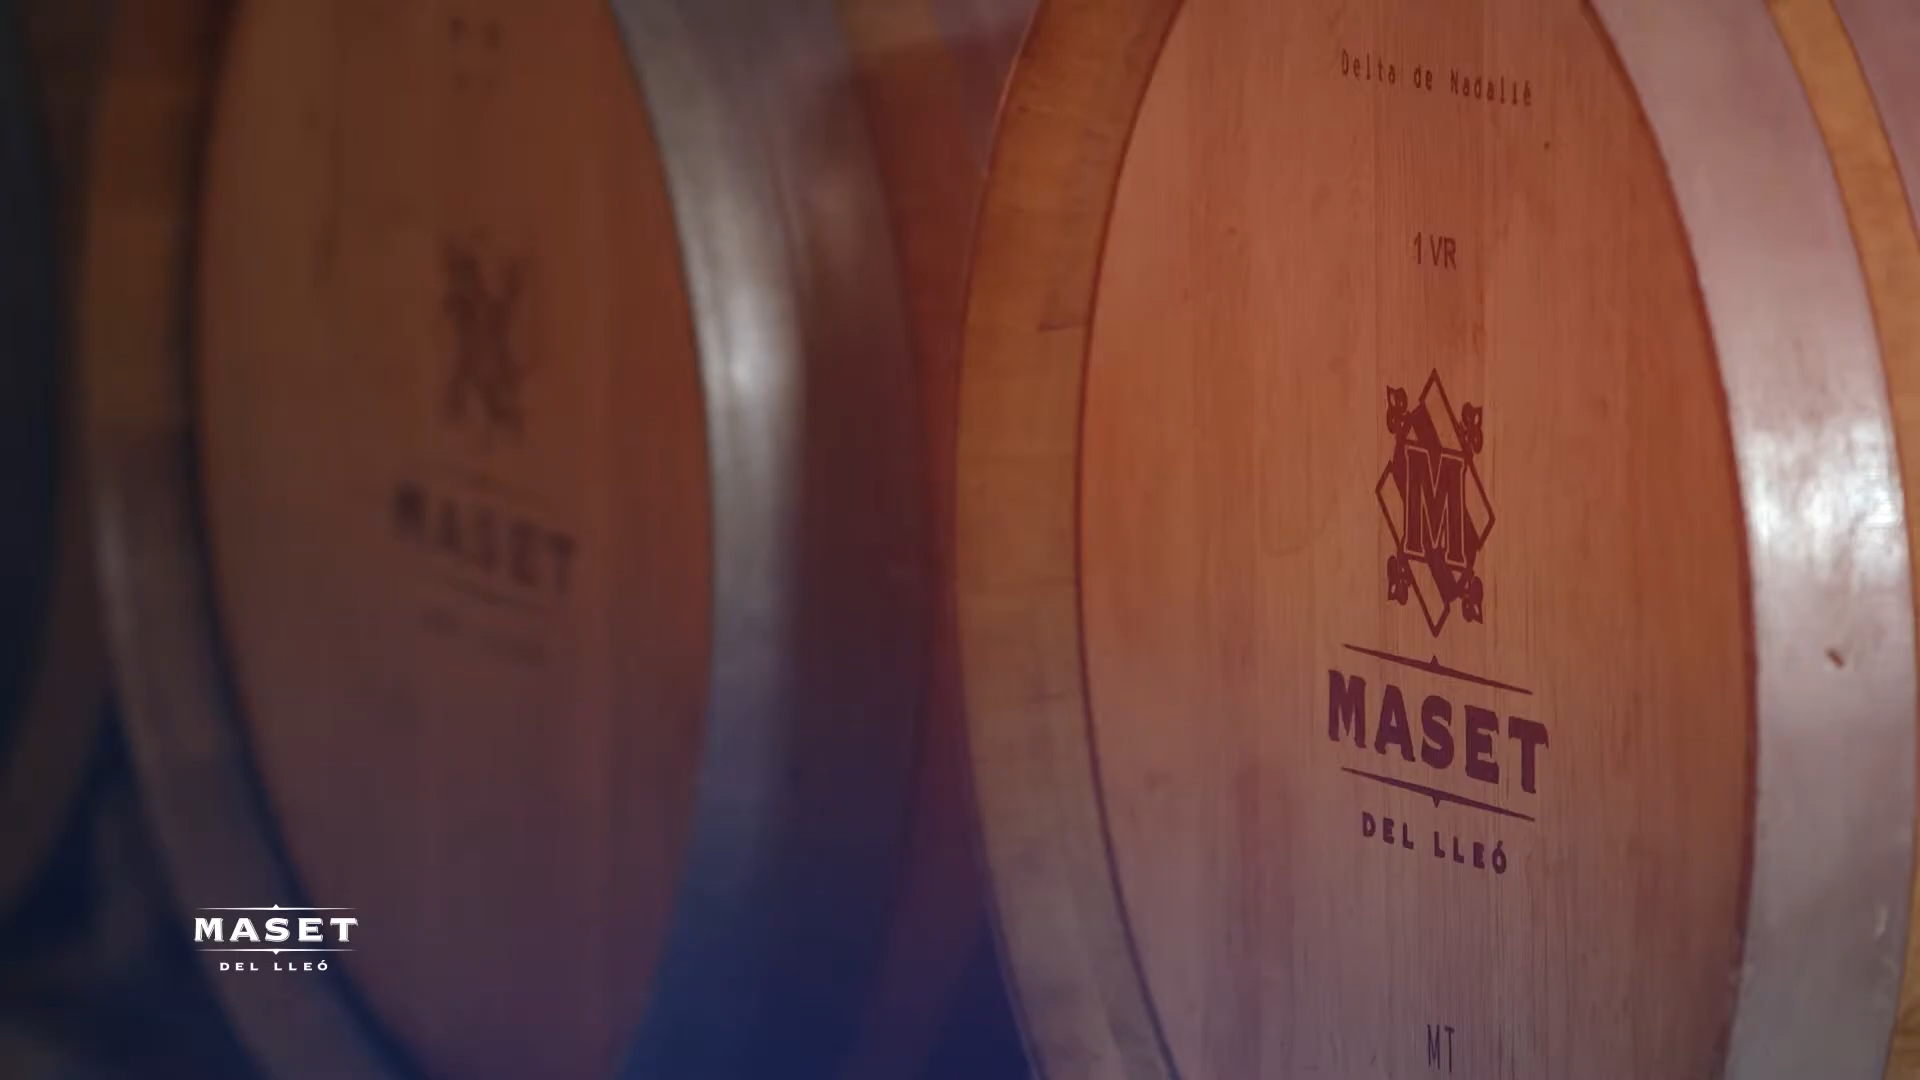 Delta de Nadalié
1 VR
M
MASET
DEL LLEÓ
MT
MASET
MASET
DEL LLEÓ